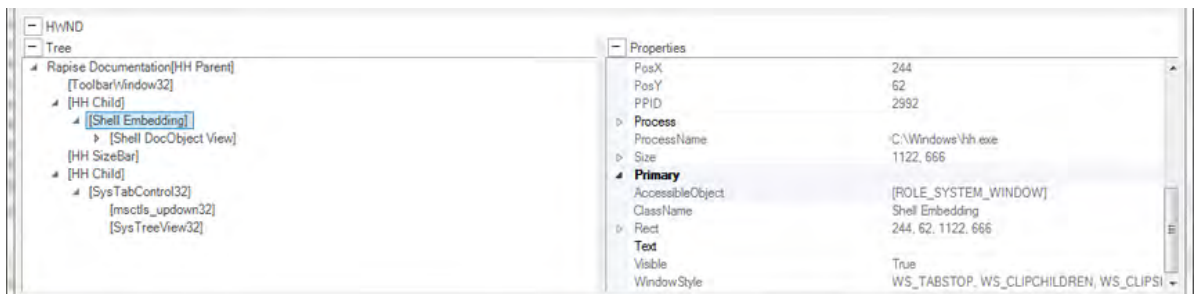 HWND
Tree
Rapise Documentation[HH Parent]
[ToolbarWindow32]
[HH Child]
[Shell Embedding]
[Shell DocObject View]
[HH SizeBar]
[HH Child]
[SysTabControl32]
[msctls_updown32]
[SysTreeView32]
Properties
PosX 244
PosY 62
PPID 2992
Process
ProcessName C:\Windows\hh.exe
Size 1122, 666
Primary
AccessibleObject [ROLE_SYSTEM_WINDOW]
ClassName Shell Embedding
Rect 244, 62, 1122, 666
Text
Visible True
WindowStyle WS_TABSTOP, WS_CLIPCHILDREN, WS_CLIPSI